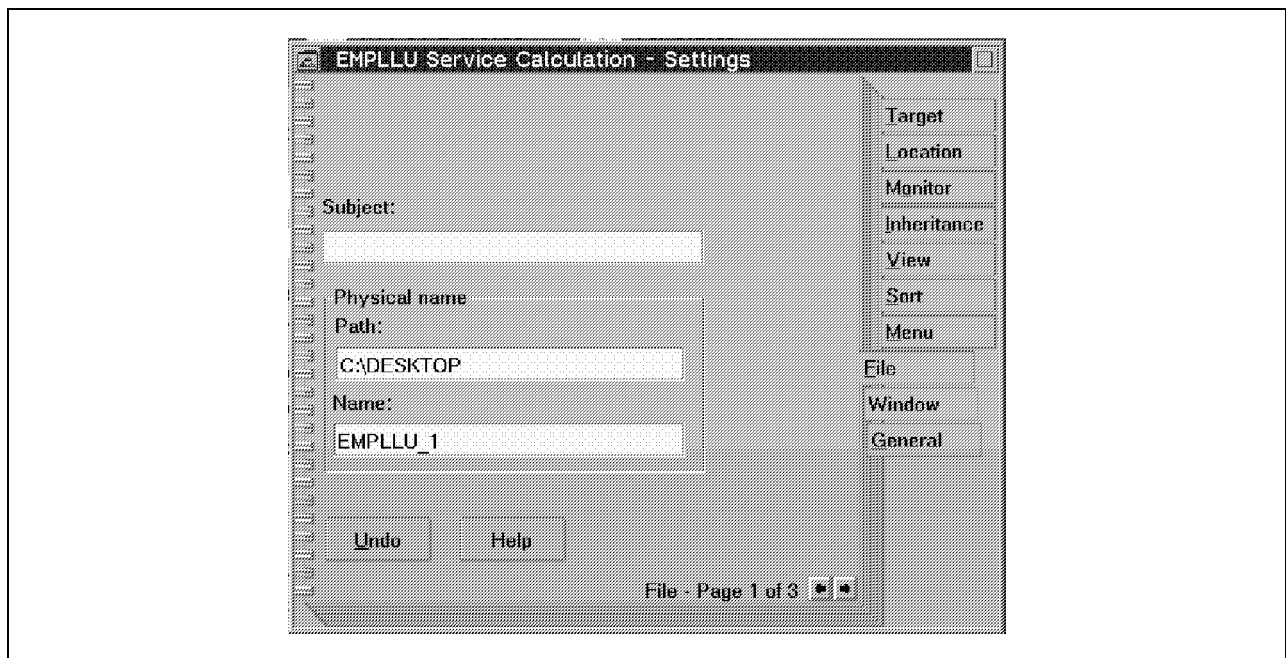 EMPLLU Service Calculation - Settings
Target
Location
Monitor
Inheritance
View
Sort
Menu
File
Window
General
Subject:
Physical name
Path:
C:\DESKTOP
Name:
EMPLLU_1
Undo
Help
File - Page 1 of 3